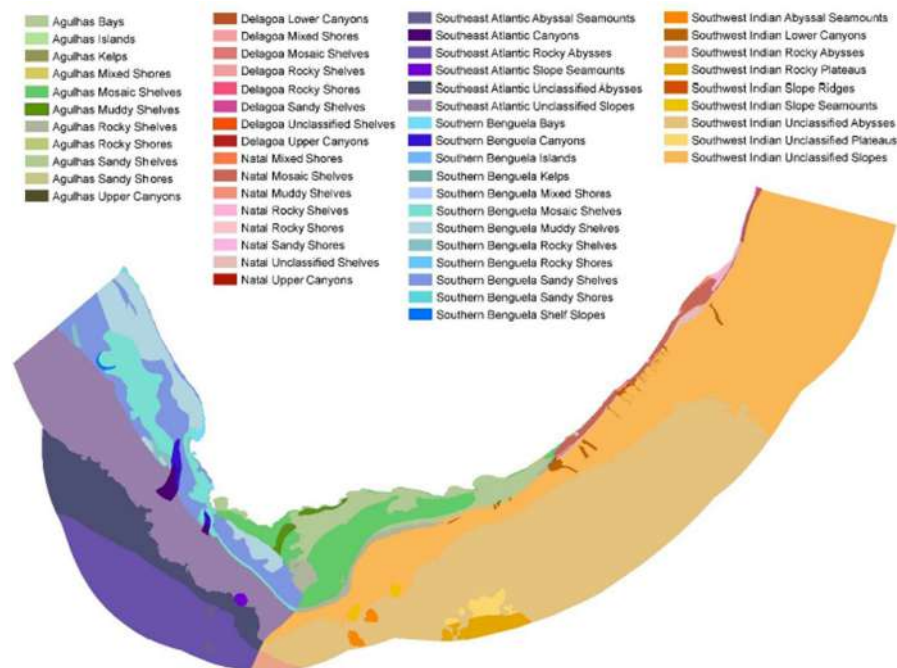 Agulhas Bays
Agulhas Islands
Agulhas Kelps
Agulhas Mixed Shores
Agulhas Mosaic Shelves
Agulhas Muddy Shelves
Agulhas Rocky Shelves
Agulhas Rocky Shores
Agulhas Sandy Shelves
Agulhas Sandy Shores
Agulhas Upper Canyons
Delagoa Lower Canyons
Delagoa Mixed Shores
Delagoa Mosaic Shelves
Delagoa Rocky Shelves
Delagoa Rocky Shores
Delagoa Sandy Shelves
Delagoa Unclassified Shelves
Delagoa Upper Canyons
Natal Mixed Shores
Natal Mosaic Shelves
Natal Muddy Shelves
Natal Rocky Shelves
Natal Rocky Shores
Natal Sandy Shores
Natal Unclassified Shelves
Natal Upper Canyons
Southeast Atlantic Abyssal Seamounts
Southeast Atlantic Canyons
Southeast Atlantic Rocky Abysses
Southeast Atlantic Slope Seamounts
Southeast Atlantic Unclassified Abysses
Southeast Atlantic Unclassified Slopes
Southern Benguela Bays
Southern Benguela Canyons
Southern Benguela Islands
Southern Benguela Kelps
Southern Benguela Mixed Shores
Southern Benguela Mosaic Shelves
Southern Benguela Muddy Shelves
Southern Benguela Rocky Shelves
Southern Benguela Rocky Shores
Southern Benguela Sandy Shelves
Southern Benguela Sandy Shores
Southern Benguela Shelf Slopes
Southwest Indian Abyssal Seamounts
Southwest Indian Lower Canyons
Southwest Indian Rocky Abysses
Southwest Indian Rocky Plateaus
Southwest Indian Slope Ridges
Southwest Indian Slope Seamounts
Southwest Indian Unclassified Abysses
Southwest Indian Unclassified Plateaus
Southwest Indian Unclassified Slopes